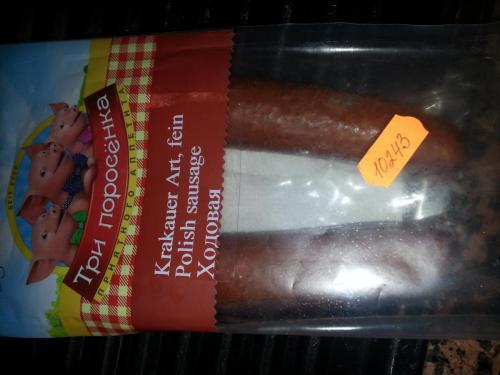 Три поросёнка
ПРИЯТНОГО АППЕТИТА
Krakauer Art, fein
Polish sausage
Ходовая
10243